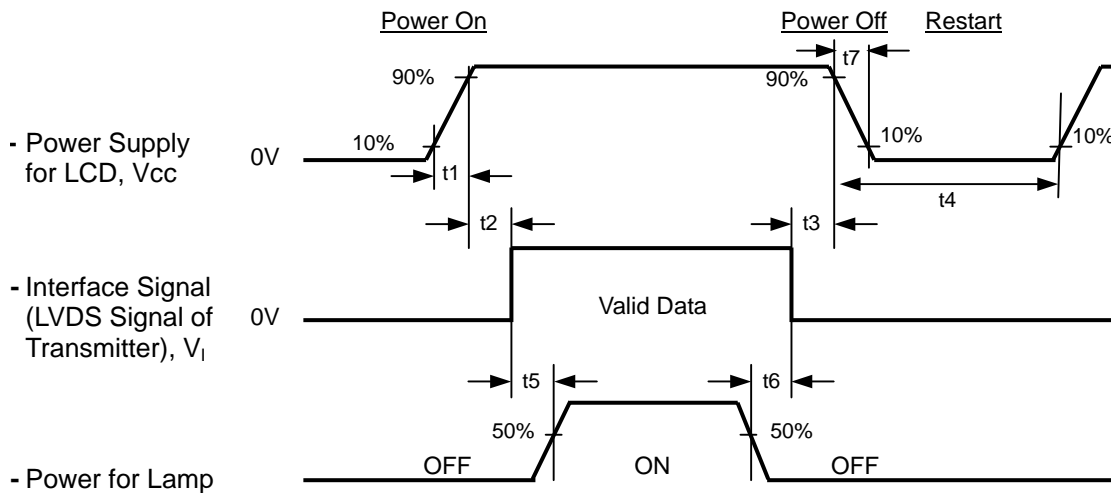 Power On
Power Off
Restart
t7
90%
90%
- Power Supply
for LCD, Vcc
0V
10%
10%
10%
t1
t4
t2
t3
- Interface Signal
(LVDS Signal of
Transmitter), VI
0V
Valid Data
t5
t6
50%
50%
- Power for Lamp
OFF
ON
OFF